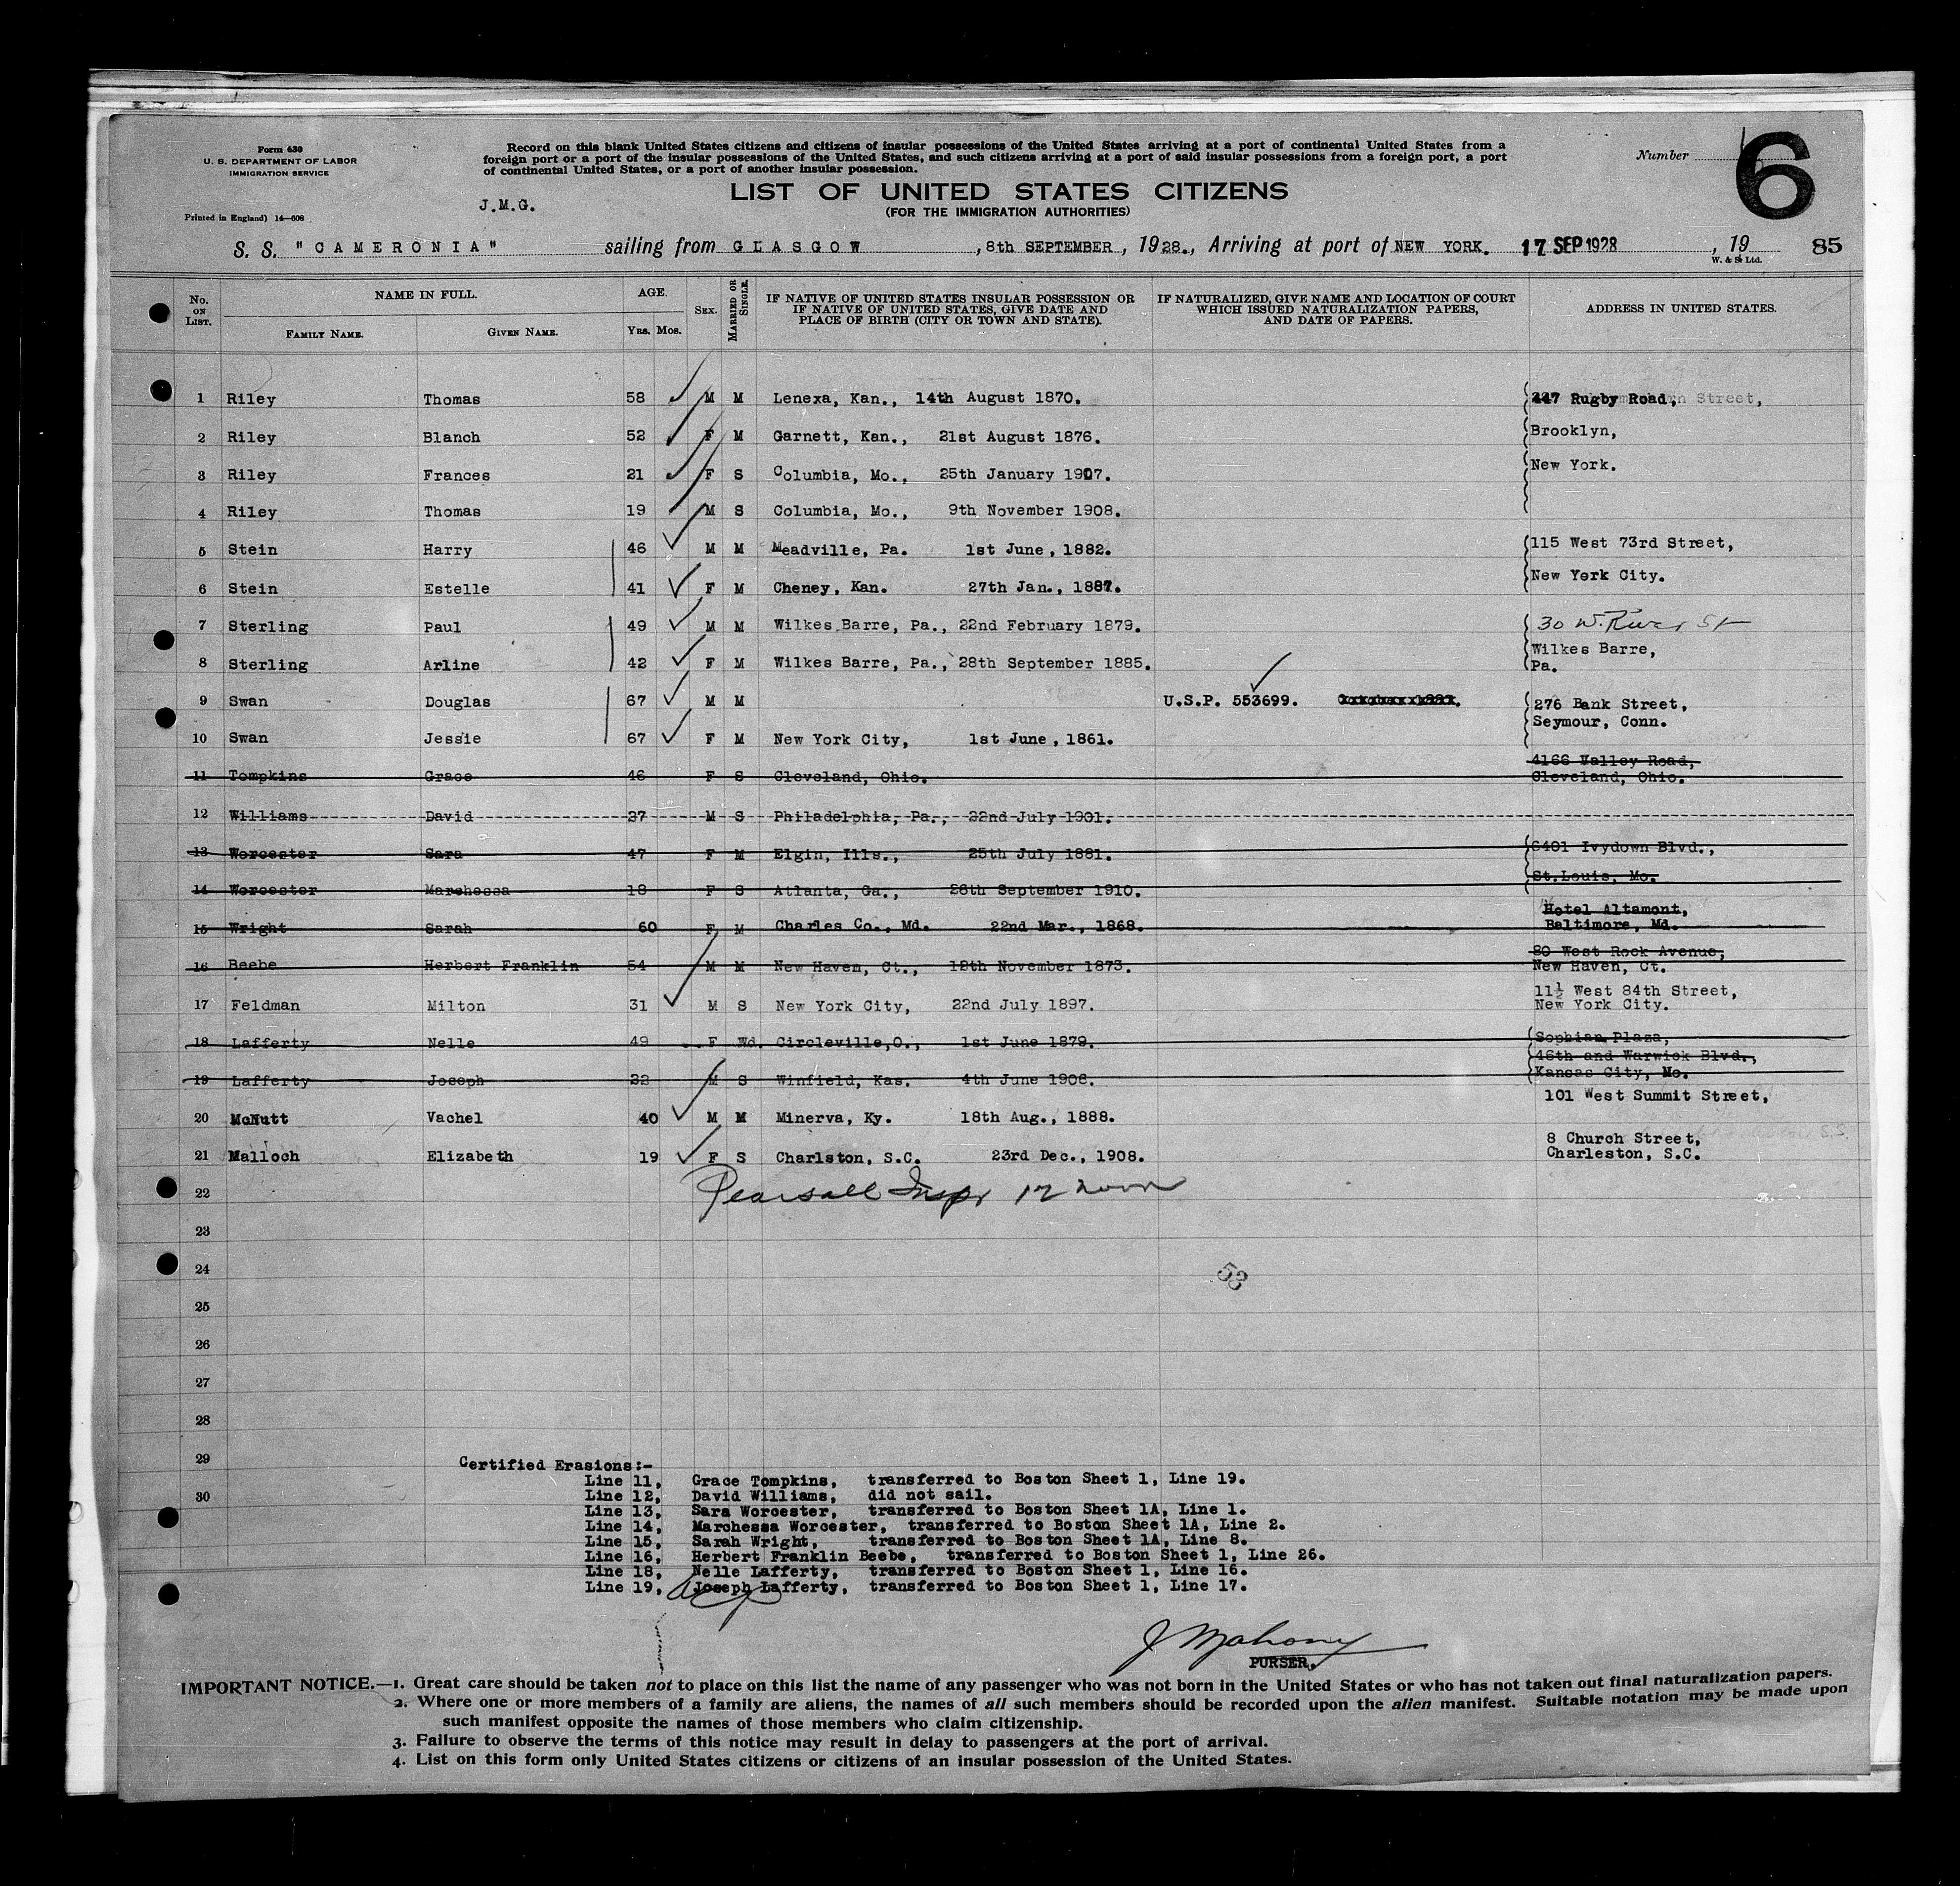 Form 630
U. S. DEPARTMENT OF LABOR
IMMIGRATION SERVICE
Printed in England) 14—608
Record on this blank United States citizens and citizens of insular possessions of the United States arriving at a port of continental United States from a
foreign port or a port of the insular possessions of the United States, and such citizens arriving at a port of said insular possessions from a foreign port, a port
of continental United States, or a port of another insular possession.
Number
6
J.M.G.
LIST OF UNITED STATES CITIZENS
(FOR THE IMMIGRATION AUTHORITIES)
S. S. "CAMERONIA" sailing from GLASGOW, 8th SEPTEMBER, 1928., Arriving at port of NEW YORK. 17 SEP 1928, 19 85
W. & S. Ltd.
No. ON LIST. NAME IN FULL. FAMILY NAME. GIVEN NAME. AGE. Yrs. Mos. SEX. MARRIED OR SINGLE. IF NATIVE OF UNITED STATES INSULAR POSSESSION OR IF NATIVE OF UNITED STATES, GIVE DATE AND PLACE OF BIRTH (CITY OR TOWN AND STATE). IF NATURALIZED, GIVE NAME AND LOCATION OF COURT WHICH ISSUED NATURALIZATION PAPERS, AND DATE OF PAPERS. ADDRESS IN UNITED STATES.
1 Riley Thomas 58 M M Lenexa, Kan., 14th August 1870. Rugby Road,
2 Riley Blanch 52 F M Garnett, Kan., 21st August 1876. Brooklyn,
3 Riley Frances 21 F S Columbia, Mo., 25th January 1907. New York.
4 Riley Thomas 19 M S Columbia, Mo., 9th November 1908.
5 Stein Harry 46 M M Meadville, Pa. 1st June, 1882. 115 West 73rd Street,
6 Stein Estelle 41 F M Cheney, Kan. 27th Jan., 1887. New York City.
7 Sterling Paul 49 M M Wilkes Barre, Pa., 22nd February 1879. 30 W. River St
8 Sterling Arline 42 F M Wilkes Barre, Pa., 28th September 1885. Wilkes Barre, Pa.
9 Swan Douglas 67 M M U.S.P. 553699. 276 Bank Street, Seymour, Conn.
10 Swan Jessie 67 F M New York City, 1st June, 1861.
11 Tompkins Grace 46 F S Cleveland, Ohio. 4166 Walley Road, Cleveland, Ohio.
12 Williams David 27 M S Philadelphia, Pa., 22nd July 1901.
13 Worcester Sara 47 F M Elgin, Ills., 25th July 1881. 6401 Ivydown Blvd.,
14 Worcester Marchessa 18 F S Atlanta, Ga., 26th September 1910. St.Louis, Mo.
15 Wright Sarah 60 F M Charles Co., Md. 22nd Mar., 1868. Hotel Altamont, Baltimore, Md.
16 Beebe Herbert Franklin 54 M M New Haven, Ct., 19th November 1873. 80 West Rock Avenue, New Haven, Ct.
17 Feldman Milton 31 M S New York City, 22nd July 1897. 11½ West 84th Street, New York City.
18 Lafferty Nelle 49 F Wd. Circleville,O., 1st June 1879. Sophian Plaza, 46th and Warwick Blvd.,
19 Lafferty Joseph 22 M S Winfield, Kas. 4th June 1906. Kansas City, Mo.
20 McNutt Vachel 40 M M Minerva, Ky. 18th Aug., 1888. 101 West Summit Street,
21 Malloch Elizabeth 19 F S Charlston, S.C. 23rd Dec., 1908. 8 Church Street, Charleston, S.C.
22 Pearsall Inspr 12 noon
23
24 53
25
26
27
28
29
30
Certified Erasions:-
Line 11, Grace Tompkins, transferred to Boston Sheet 1, Line 19.
Line 12, David Williams, did not sail.
Line 13, Sara Worcester, transferred to Boston Sheet 1A, Line 1.
Line 14, Marchessa Worcester, transferred to Boston Sheet 1A, Line 2.
Line 15, Sarah Wright, transferred to Boston Sheet 1A, Line 8.
Line 16, Herbert Franklin Beebe, transferred to Boston Sheet 1, Line 26.
Line 18, Nelle Lafferty, transferred to Boston Sheet 1, Line 16.
Line 19, Joseph Lafferty, transferred to Boston Sheet 1, Line 17.
J Mahony
PURSER.
IMPORTANT NOTICE.—1. Great care should be taken not to place on this list the name of any passenger who was not born in the United States or who has not taken out final naturalization papers.
2. Where one or more members of a family are aliens, the names of all such members should be recorded upon the alien manifest. Suitable notation may be made upon
such manifest opposite the names of those members who claim citizenship.
3. Failure to observe the terms of this notice may result in delay to passengers at the port of arrival.
4. List on this form only United States citizens or citizens of an insular possession of the United States.